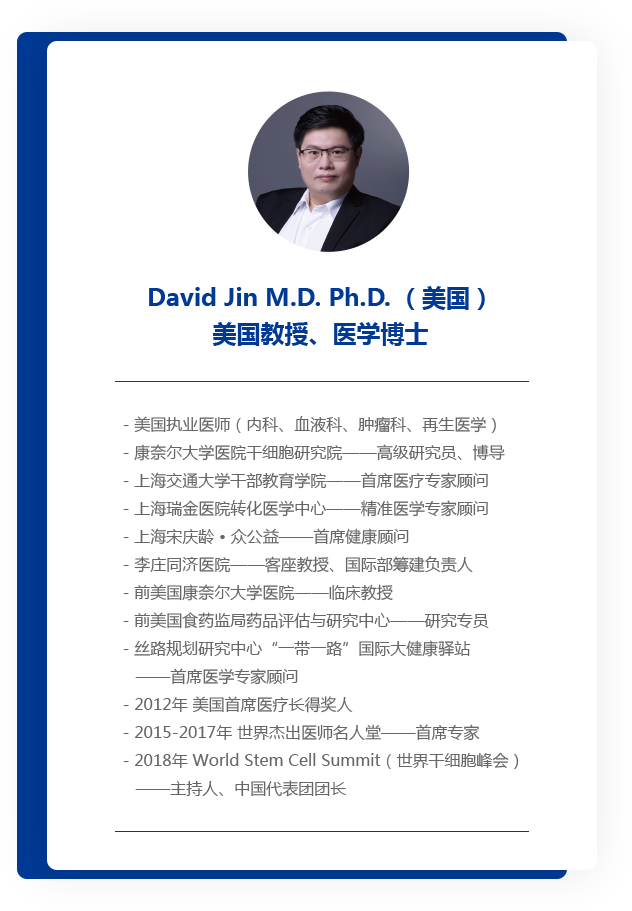 David Jin M.D. Ph.D.（美国）
美国教授、医学博士
- 美国执业医师（内科、血液科、肿瘤科、再生医学）
- 康奈尔大学医院干细胞研究院——高级研究员、博导
- 上海交通大学干部教育学院——首席医疗专家顾问
- 上海瑞金医院转化医学中心——精准医学专家顾问
- 上海宋庆龄·众公益——首席健康顾问
- 李庄同济医院——客座教授、国际部筹建负责人
- 前美国康奈尔大学医院——临床教授
- 前美国食药监局药品评估与研究中心——研究专员
- 丝路规划研究中心“一带一路”国际大健康驿站
——首席医学专家顾问
- 2012年 美国首席医疗长得奖人
- 2015-2017年 世界杰出医师名人堂——首席专家
- 2018年 World Stem Cell Summit（世界干细胞峰会）
——主持人、中国代表团团长